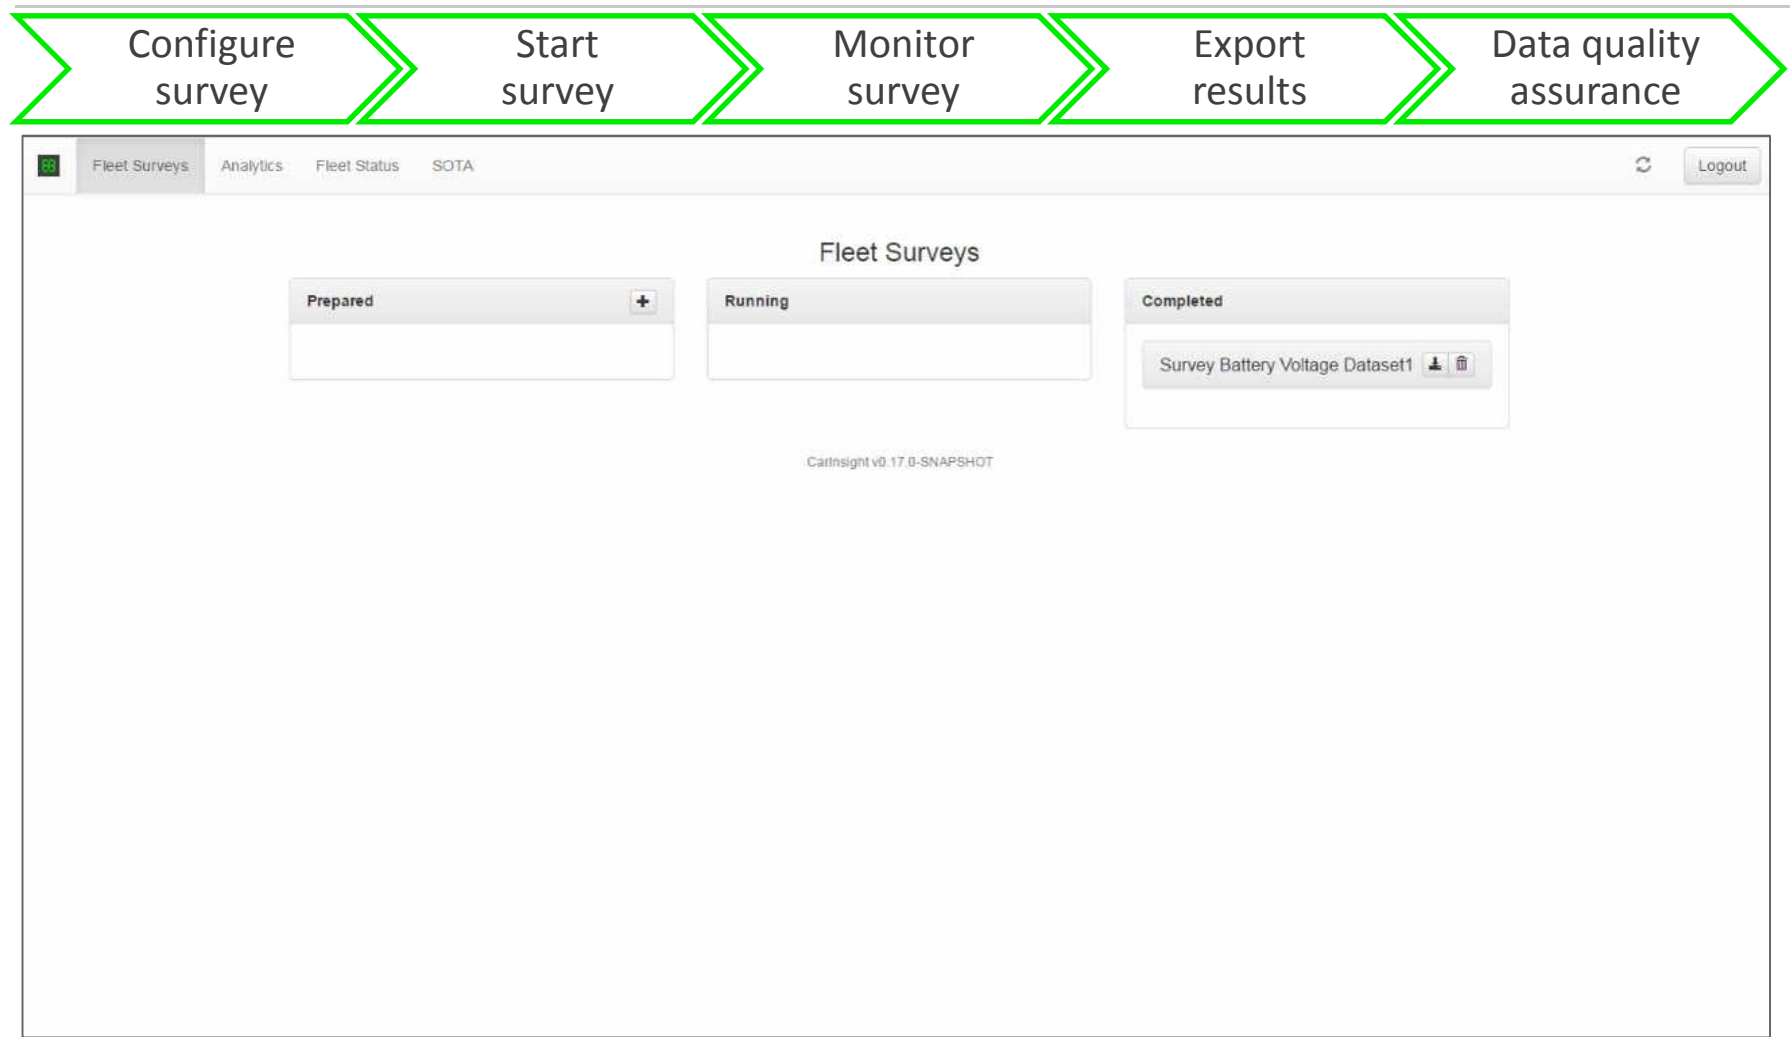 Configure
survey
Start
survey
Monitor
survey
Export
results
Data quality
assurance
Fleet Surveys Analytics Fleet Status SOTA Logout
Fleet Surveys
Prepared Running Completed
Survey Battery Voltage Dataset1
CarInsight v0.17.0-SNAPSHOT